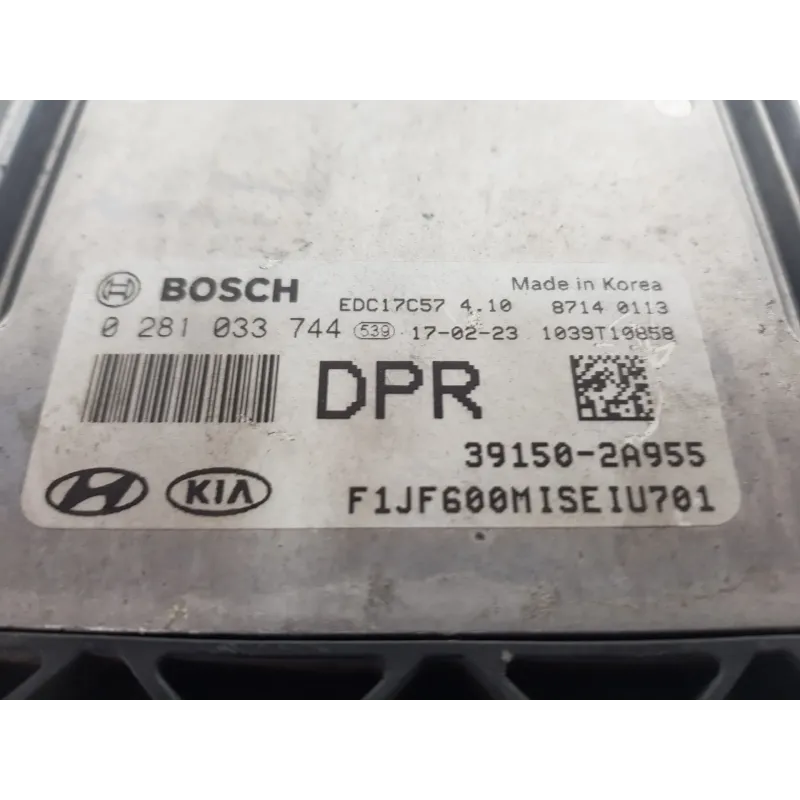 BOSCH
Made in Korea
EDC17C57 4.10 8714 0113
0 281 033 744 539 17-02-23 1039T10858
DPR
39150-2A955
KIA
F1JF600MISEIU701